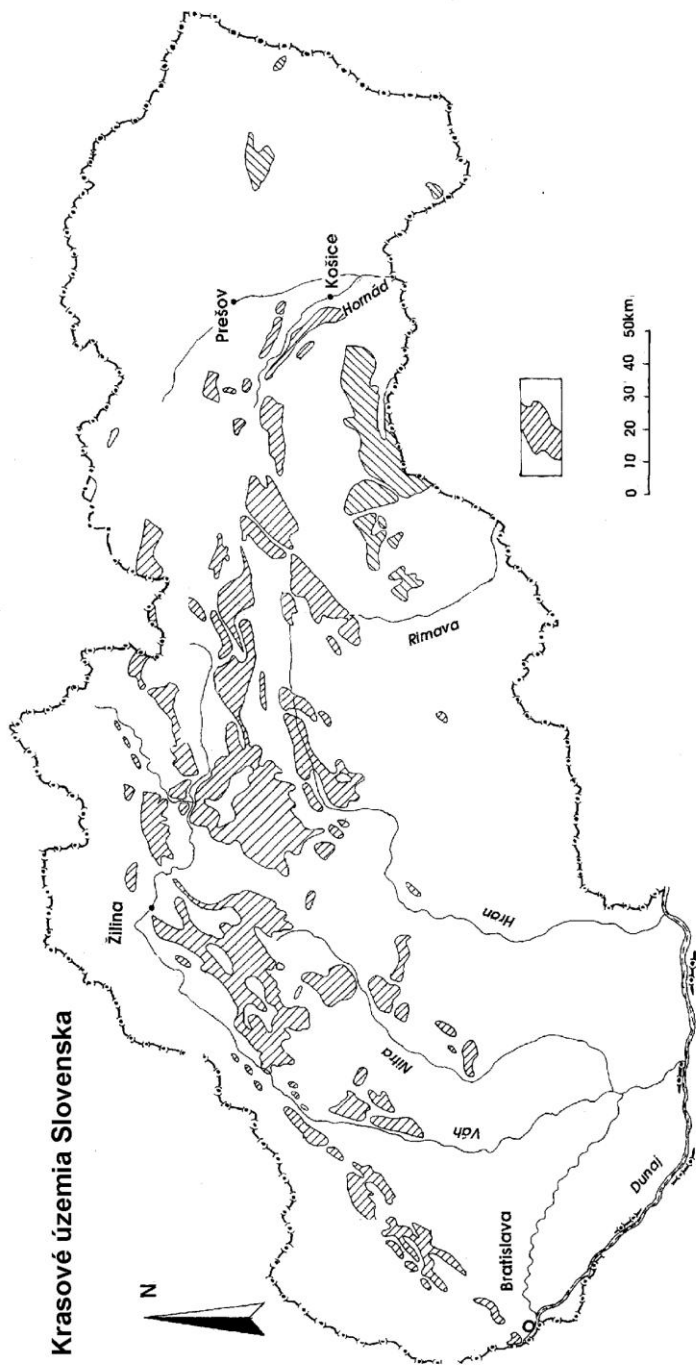 Krasové územia Slovenska
N
Žilina
Prešov
Košice
Hornád
Rimava
Hron
Nitra
Váh
Bratislava
Dunaj
0 10 20 30 40 50km